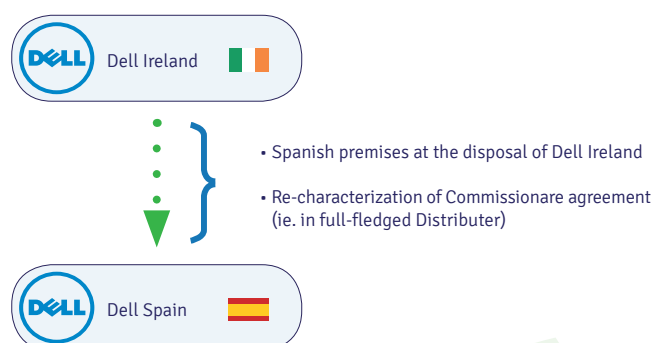 DELL
Dell Ireland
• Spanish premises at the disposal of Dell Ireland
• Re-characterization of Commissionare agreement
(ie. in full-fledged Distributer)
DELL
Dell Spain